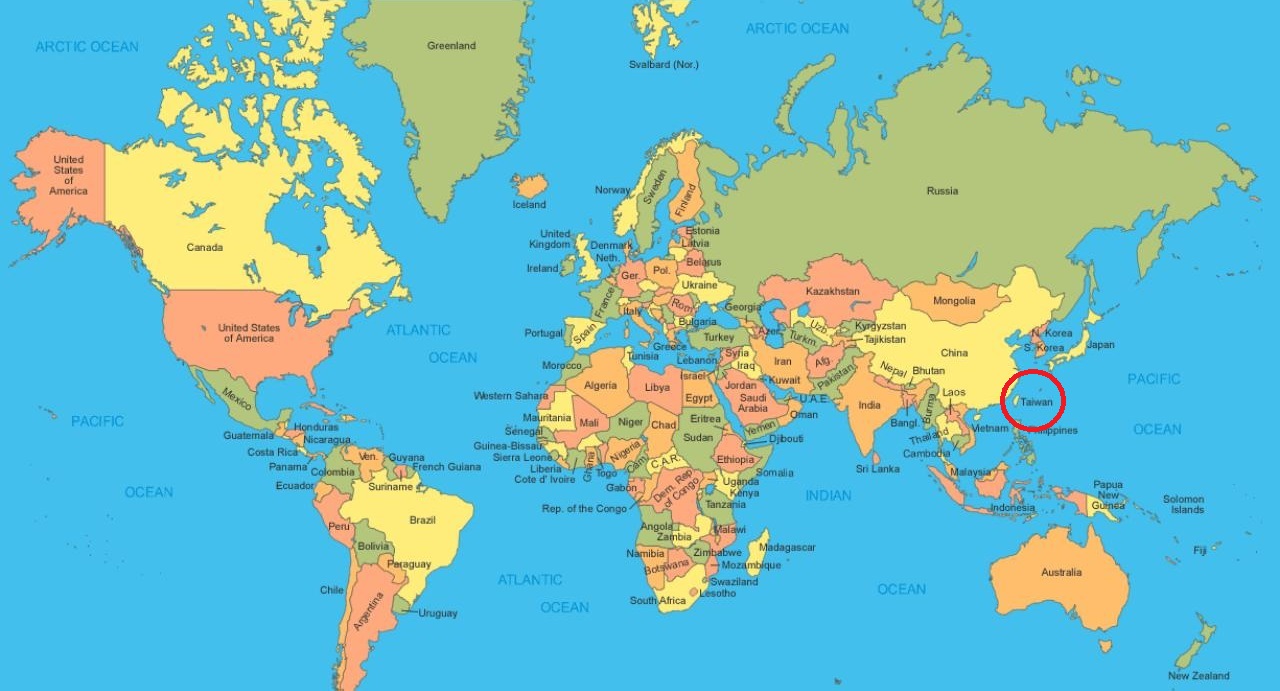 ARCTIC OCEAN
Greenland
Svalbard (Nor.)
ARCTIC OCEAN
United
States
of
America
Canada
Iceland
Norway
Sweden
Finland
Russia
United
Kingdom
Denmark
Neth.
Ireland
Estonia
Latvia
Belarus
Ger.
Pol.
Ukraine
France
Rom.
Italy
Bulgaria
Portugal
Spain
Greece
Turkey
Georgia
Azer.
Kazakhstan
Uzb.
Turkm.
Kyrgyzstan
Tajikistan
Mongolia
China
N. Korea
S. Korea
Japan
United States
of America
ATLANTIC
OCEAN
PACIFIC
OCEAN
Morocco
Tunisia
Lebanon
Syria
Iraq
Iran
Afg.
Pakistan
Nepal
Bhutan
Israel
Jordan
Kuwait
Algeria
Libya
Egypt
Saudi
Arabia
U.A.E.
Oman
India
Bangl.
Burma
Laos
Taiwan
Western Sahara
Mauritania
Mali
Niger
Chad
Sudan
Eritrea
Yemen
Djibouti
Senegal
Guinea-Bissau
Sierra Leone
Liberia
Cote d' Ivoire
Ghana
Togo
Nigeria
Cam.
C.A.R.
Ethiopia
Somalia
Thailand
Vietnam
Cambodia
Philippines
Sri Lanka
Malaysia
Indonesia
Mexico
Guatemala
Honduras
Nicaragua
Costa Rica
Panama
Ven.
Guyana
French Guiana
Colombia
Suriname
Ecuador
Peru
Brazil
Bolivia
Paraguay
Chile
Argentina
Uruguay
PACIFIC
OCEAN
Gabon
Rep. of the Congo
Dem. Rep
of Congo
Uganda
Kenya
Tanzania
INDIAN
OCEAN
Angola
Zambia
Malawi
Namibia
Zimbabwe
Botswana
Mozambique
Madagascar
Swaziland
Lesotho
South Africa
ATLANTIC
OCEAN
Papua
New
Guinea
Solomon
Islands
Fiji
Australia
New Zealand